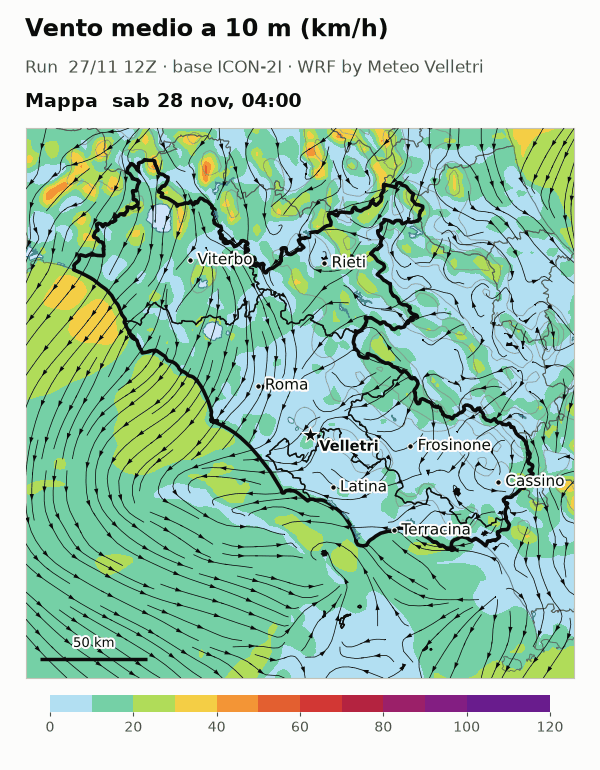 Vento medio a 10 m (km/h)
Run  27/11 12Z · base ICON-2I · WRF by Meteo Velletri
Mappa  sab 28 nov, 04:00
Viterbo
Rieti
Roma
Velletri
Frosinone
Cassino
Latina
Terracina
50 km
0 20 40 60 80 100 120